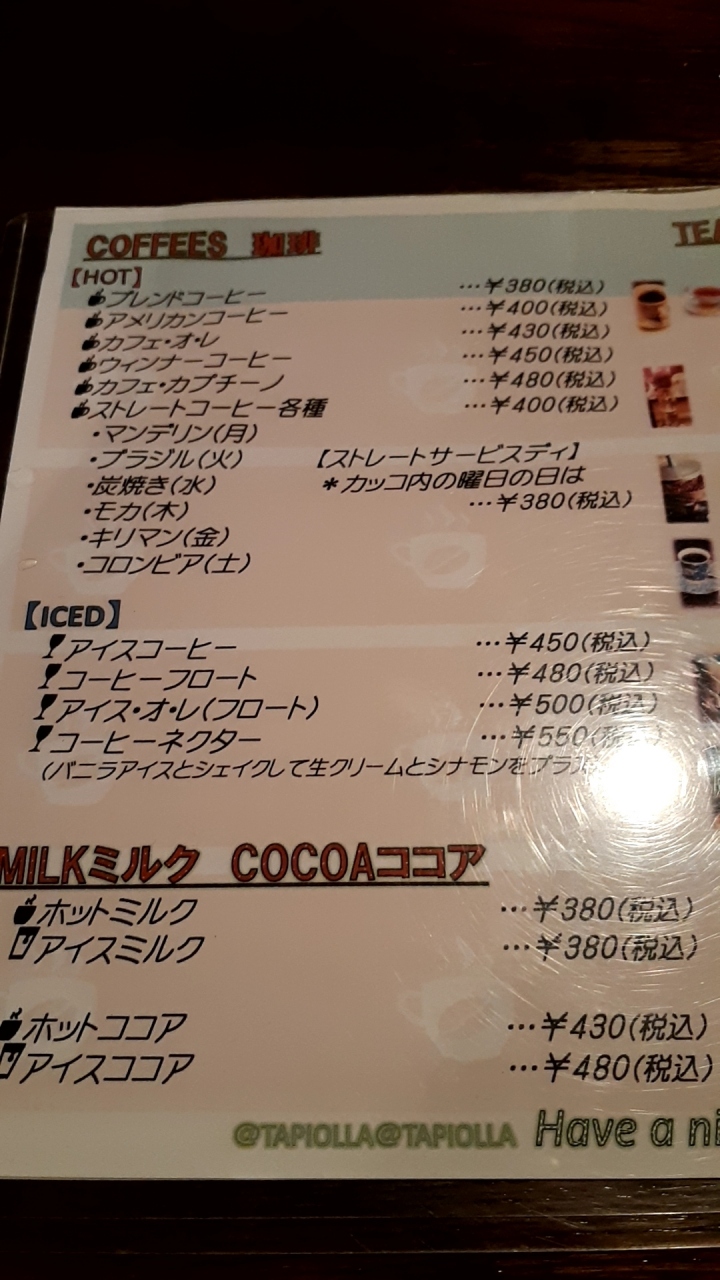 COFFEES 珈琲
TEA
【HOT】
ブレンドコーヒー …¥380(税込)
アメリカンコーヒー …¥400(税込)
カフェ・オ・レ …¥430(税込)
ウィンナーコーヒー …¥450(税込)
カフェ・カプチーノ …¥480(税込)
ストレートコーヒー各種 …¥400(税込)
・マンデリン(月)
・ブラジル(火) 【ストレートサービスディ】
・炭焼き(水) *カッコ内の曜日の日は
・モカ(木) …¥380(税込)
・キリマン(金)
・コロンビア(土)
【ICED】
アイスコーヒー …¥450(税込)
コーヒーフロート …¥480(税込)
アイス・オ・レ(フロート) …¥500(税込)
コーヒーネクター …¥550(税込)
(バニラアイスとシェイクして生クリームとシナモンをプラス
MILKミルク COCOAココア
ホットミルク …¥380(税込)
アイスミルク …¥380(税込)
ホットココア …¥430(税込)
アイスココア …¥480(税込)
@TAPIOLLA@TAPIOLLA Have a ni